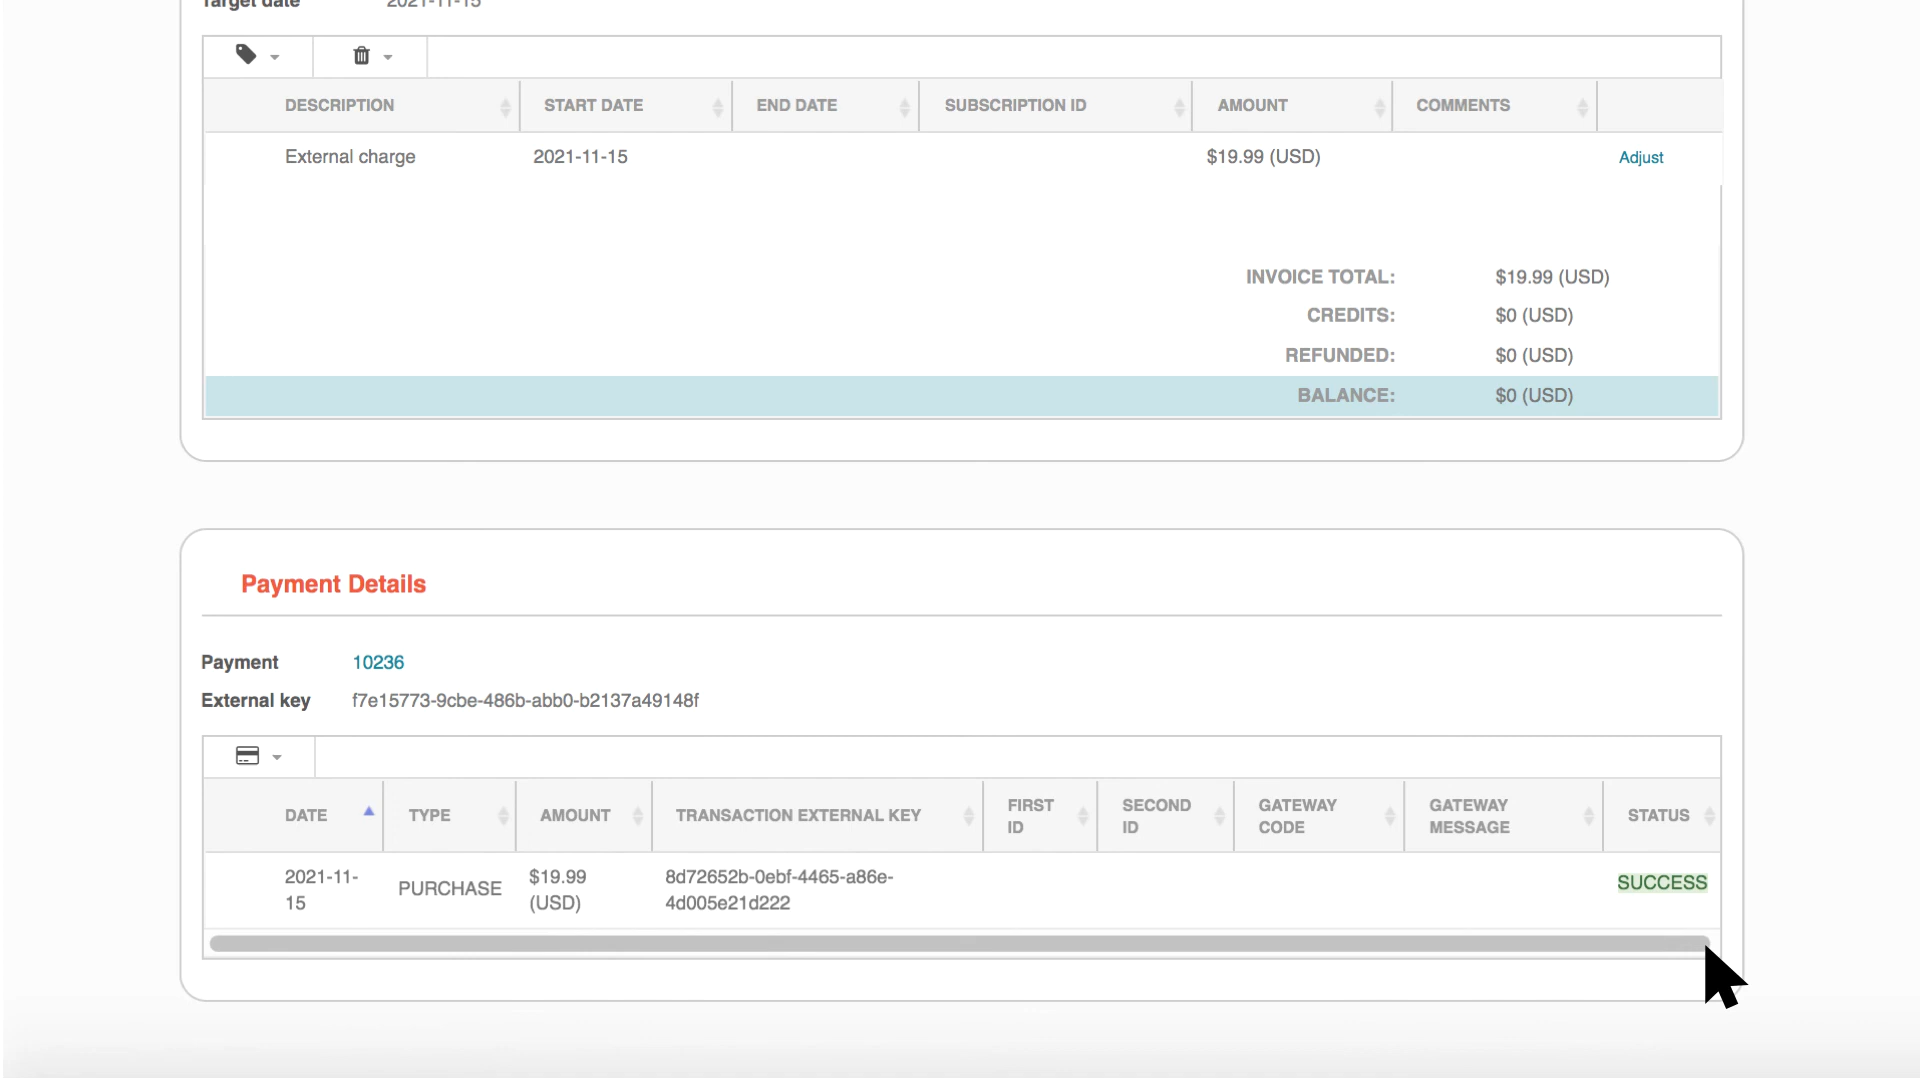 Target date 2021-11-15
DESCRIPTION START DATE END DATE SUBSCRIPTION ID AMOUNT COMMENTS
External charge 2021-11-15 $19.99 (USD) Adjust
INVOICE TOTAL: $19.99 (USD)
CREDITS: $0 (USD)
REFUNDED: $0 (USD)
BALANCE: $0 (USD)
Payment Details
Payment 10236
External key f7e15773-9cbe-486b-abb0-b2137a49148f
DATE TYPE AMOUNT TRANSACTION EXTERNAL KEY FIRST ID SECOND ID GATEWAY CODE GATEWAY MESSAGE STATUS
2021-11-15 PURCHASE $19.99 (USD) 8d72652b-0ebf-4465-a86e-4d005e21d222 SUCCESS